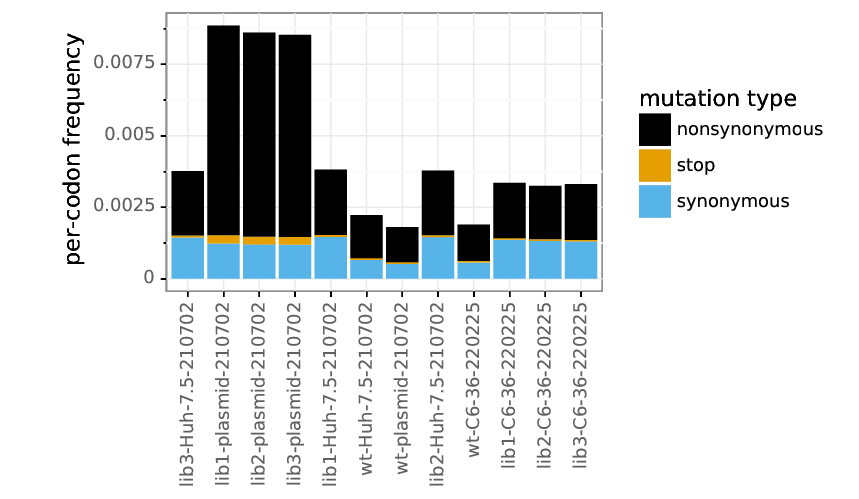 per-codon frequency
0.0075
0.005
0.0025
0
lib3-Huh-7.5-210702
lib1-plasmid-210702
lib2-plasmid-210702
lib3-plasmid-210702
lib1-Huh-7.5-210702
wt-Huh-7.5-210702
wt-plasmid-210702
lib2-Huh-7.5-210702
wt-C6-36-220225
lib1-C6-36-220225
lib2-C6-36-220225
lib3-C6-36-220225
mutation type
nonsynonymous
stop
synonymous